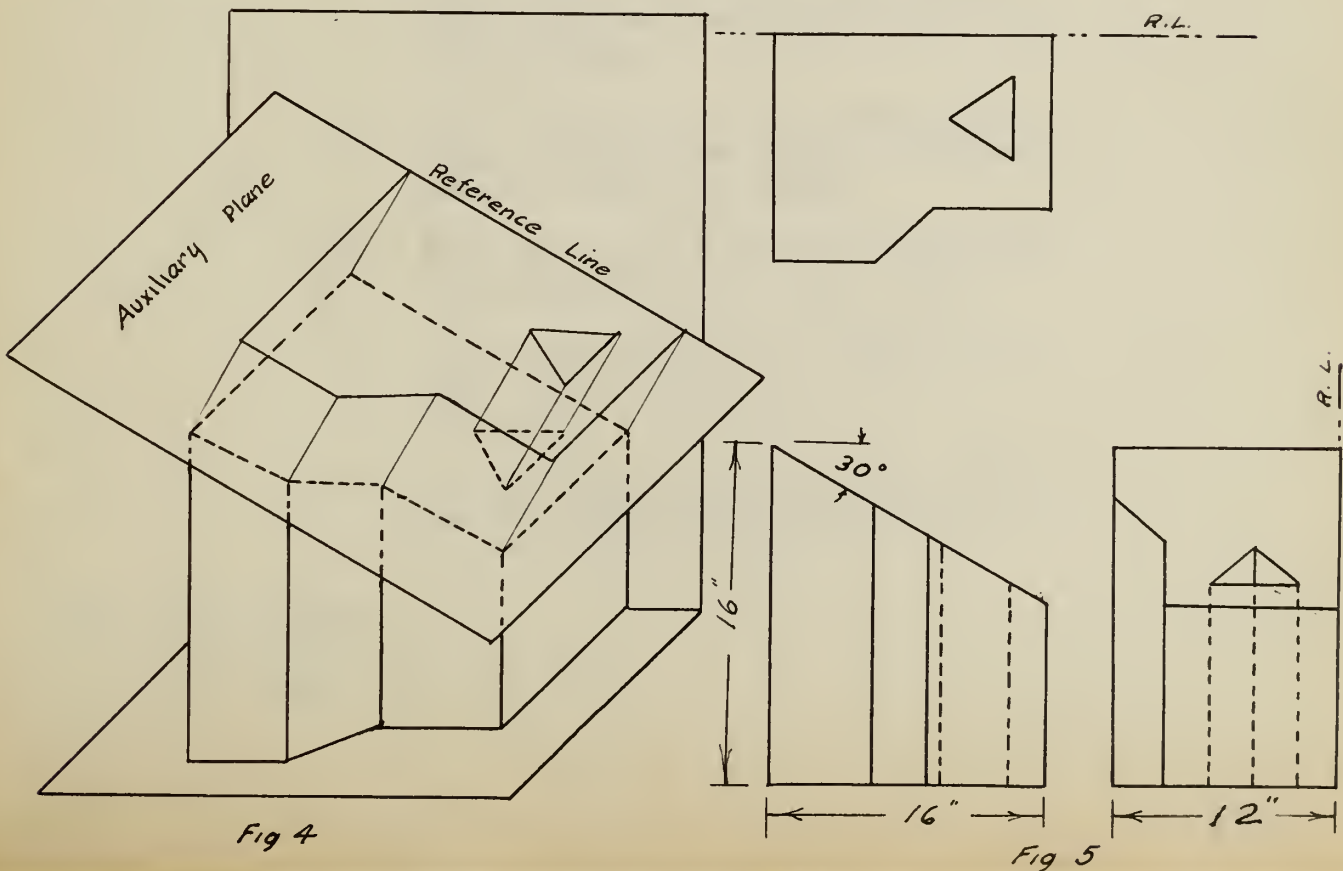 R.L.
Reference Line
Auxiliary Plane
R. L.
30°
16"
16"
12"
Fig 4
Fig 5